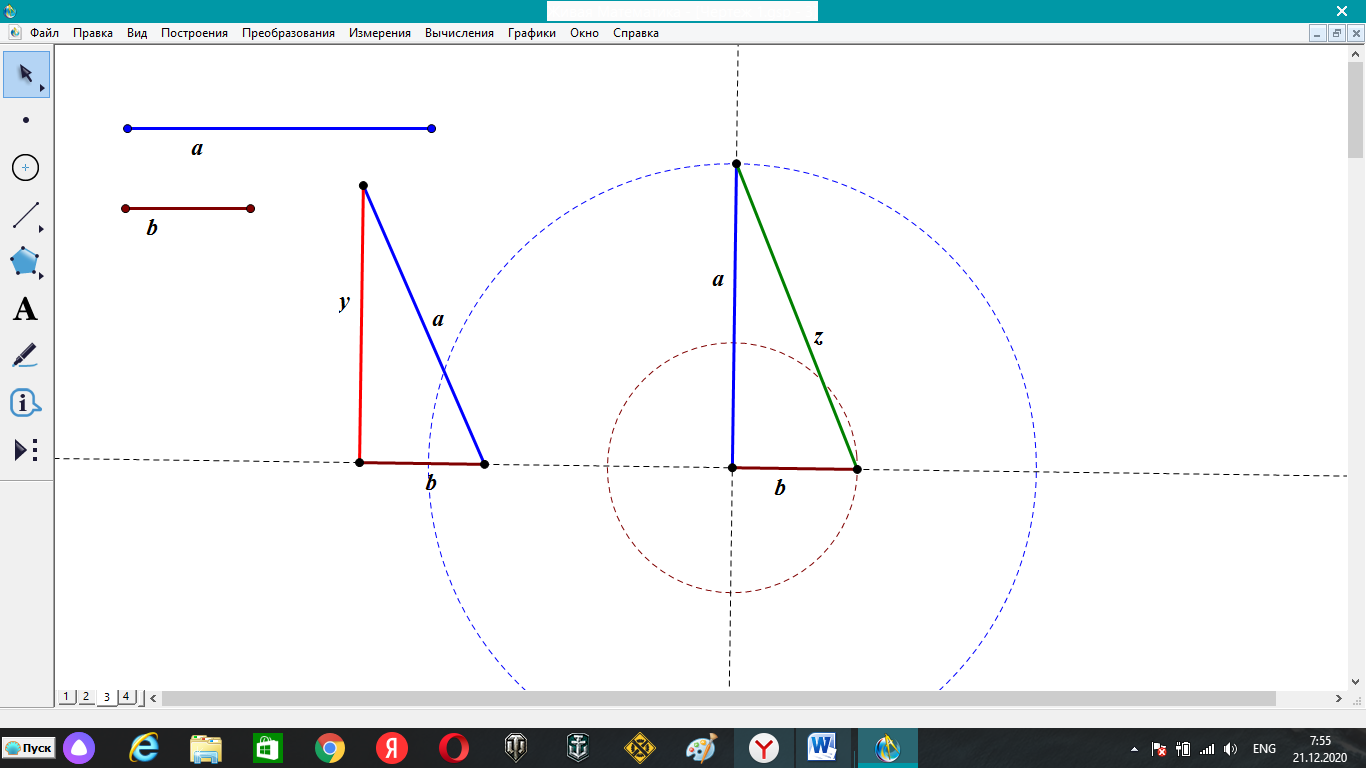 Файл Правка Вид Построения Преобразования Измерения Вычисления Графики Окно Справка
A
a
b
y
a
b
a
z
b
1 2 3 4
Пуск
Я
ENG
7:55
21.12.2020